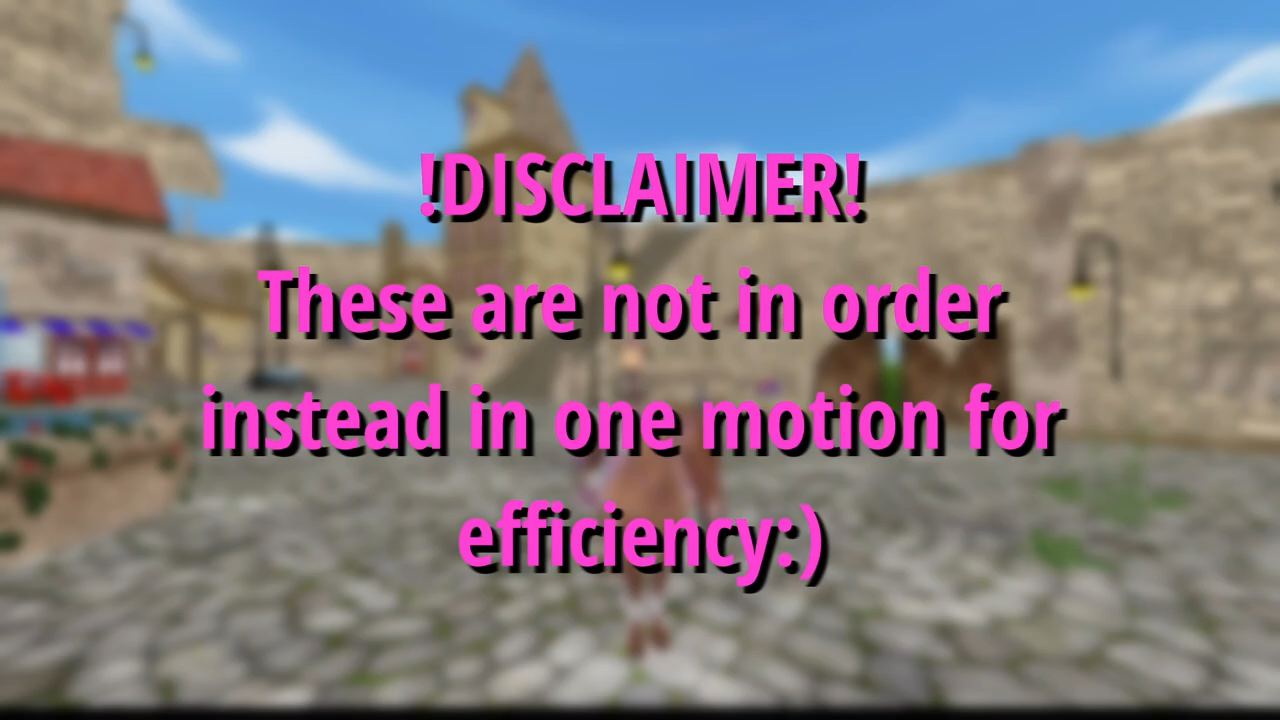 !DISCLAIMER!
These are not in order
instead in one motion for
efficiency:)